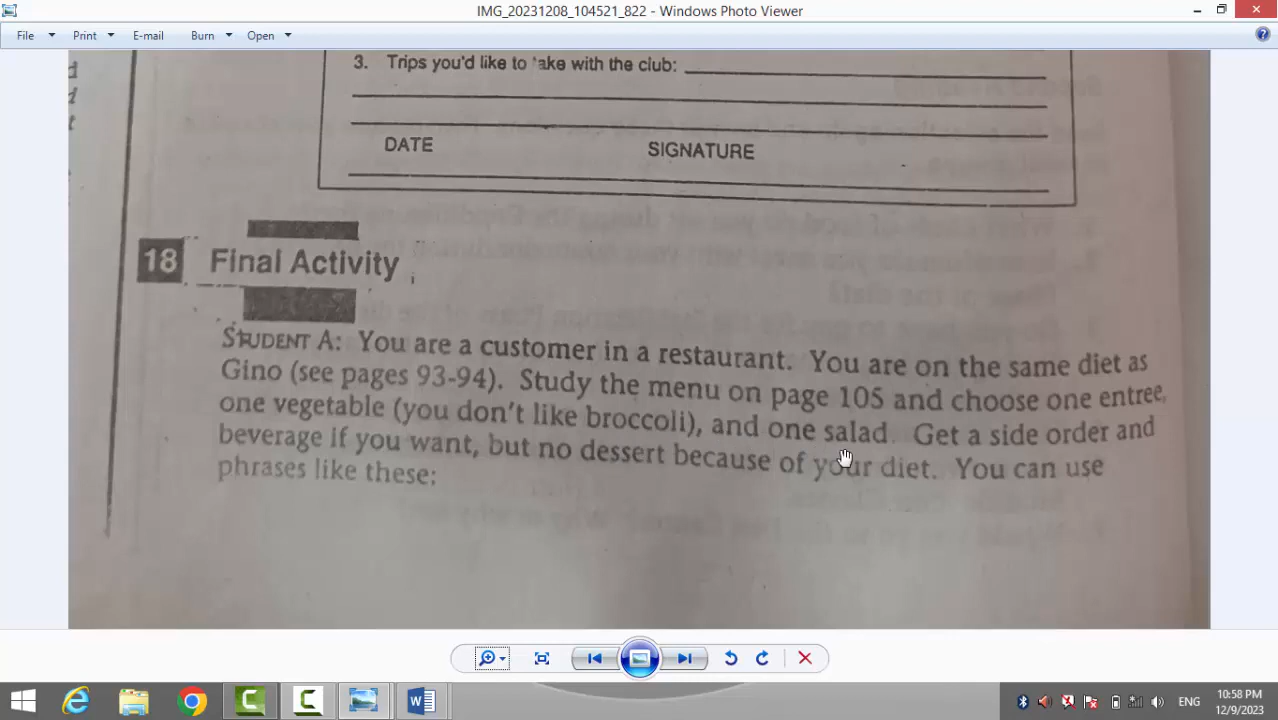 IMG_20231208_104521_822 - Windows Photo Viewer
File Print E-mail Burn Open
d
d
t
3. Trips you'd like to take with the club:
DATE SIGNATURE
18 Final Activity
STUDENT A: You are a customer in a restaurant. You are on the same diet as
Gino (see pages 93-94). Study the menu on page 105 and choose one entree,
one vegetable (you don't like broccoli), and one salad. Get a side order and
beverage if you want, but no dessert because of your diet. You can use
phrases like these:
ENG
10:58 PM
12/9/2023